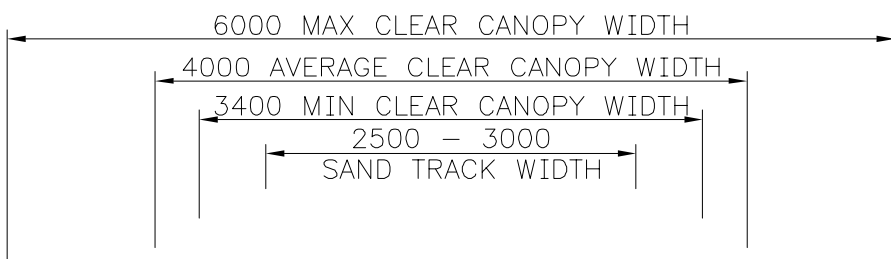 6000 MAX CLEAR CANOPY WIDTH
4000 AVERAGE CLEAR CANOPY WIDTH
3400 MIN CLEAR CANOPY WIDTH
2500 – 3000
SAND TRACK WIDTH